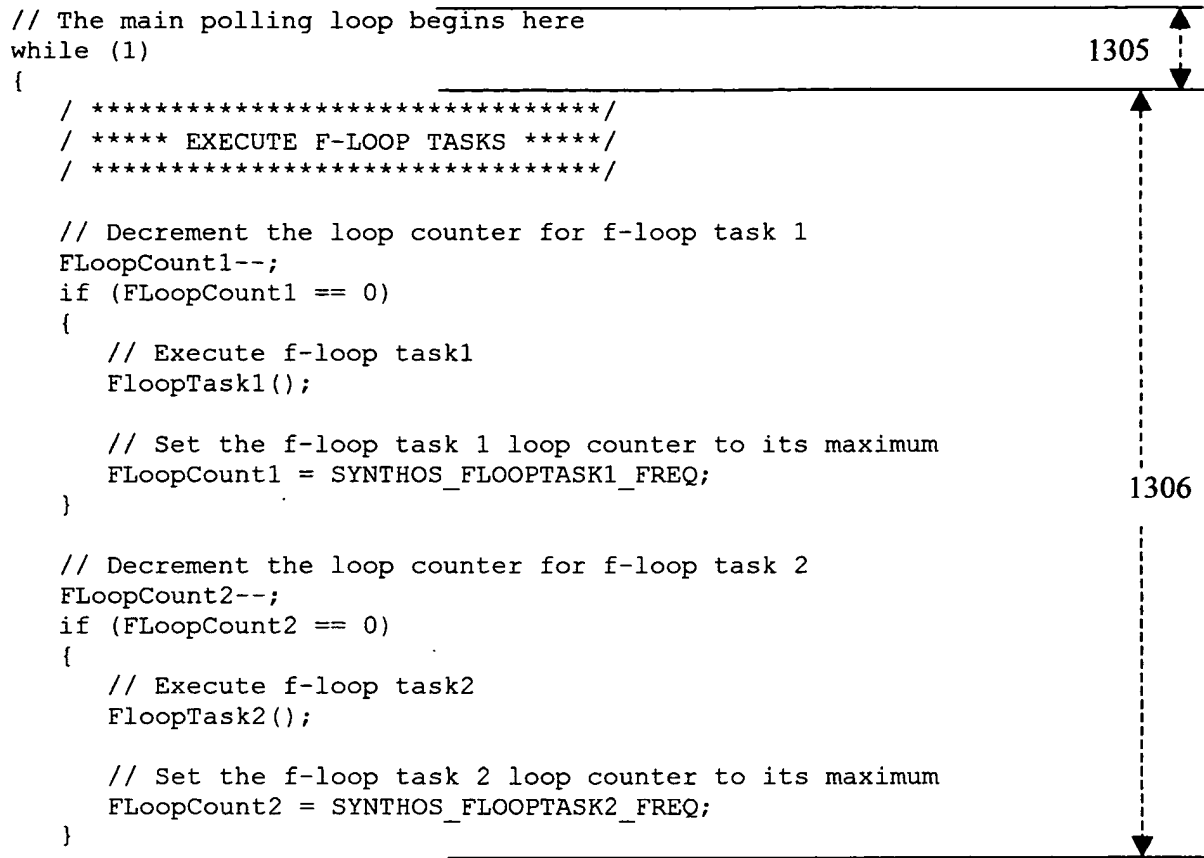 // The main polling loop begins here
while (1)
1305
{
/ ********************************/
/ ***** EXECUTE F-LOOP TASKS *****/
/ ********************************/
// Decrement the loop counter for f-loop task 1
FLoopCount1--;
if (FLoopCount1 == 0)
{
// Execute f-loop task1
FloopTask1();
// Set the f-loop task 1 loop counter to its maximum
FLoopCount1 = SYNTHOS_FLOOPTASK1_FREQ;
1306
}
// Decrement the loop counter for f-loop task 2
FLoopCount2--;
if (FLoopCount2 == 0)
{
// Execute f-loop task2
FloopTask2();
// Set the f-loop task 2 loop counter to its maximum
FLoopCount2 = SYNTHOS_FLOOPTASK2_FREQ;
}